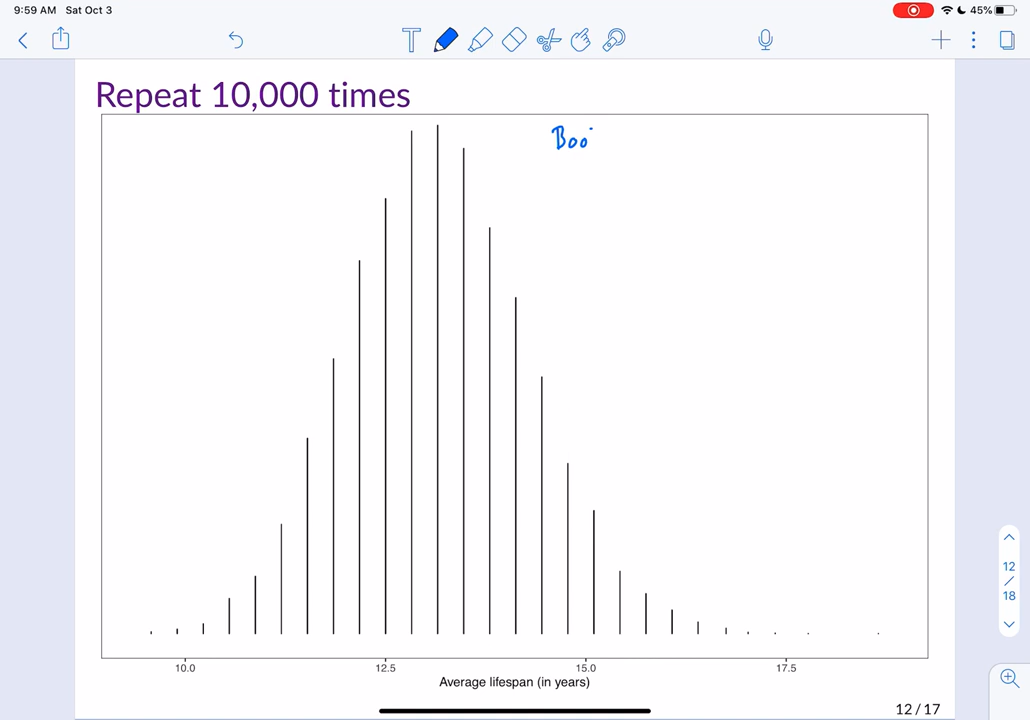 9:59 AM Sat Oct 3
45%
T
Repeat 10,000 times
Boo
12
18
10.0 12.5 15.0 17.5
Average lifespan (in years)
12 / 17